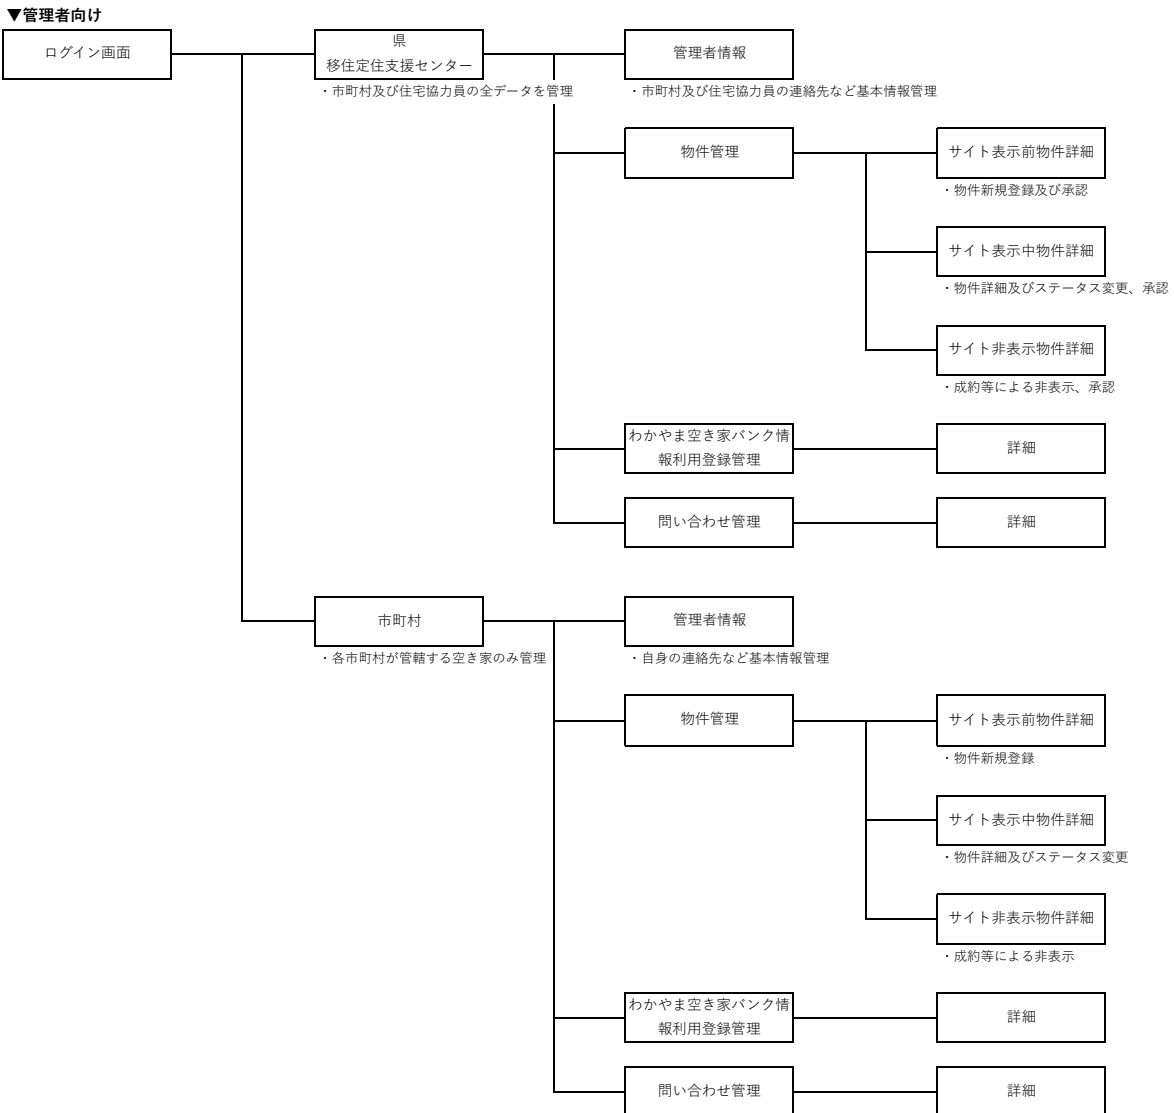 ▼管理者向け
ログイン画面
県
移住定住支援センター
・市町村及び住宅協力員の全データを管理
管理者情報
・市町村及び住宅協力員の連絡先など基本情報管理
物件管理
サイト表示前物件詳細
・物件新規登録及び承認
サイト表示中物件詳細
・物件詳細及びステータス変更、承認
サイト非表示物件詳細
・成約等による非表示、承認
わかやま空き家バンク情
報利用登録管理
詳細
問い合わせ管理
詳細
市町村
・各市町村が管轄する空き家のみ管理
管理者情報
・自身の連絡先など基本情報管理
物件管理
サイト表示前物件詳細
・物件新規登録
サイト表示中物件詳細
・物件詳細及びステータス変更
サイト非表示物件詳細
・成約等による非表示
わかやま空き家バンク情
報利用登録管理
詳細
問い合わせ管理
詳細